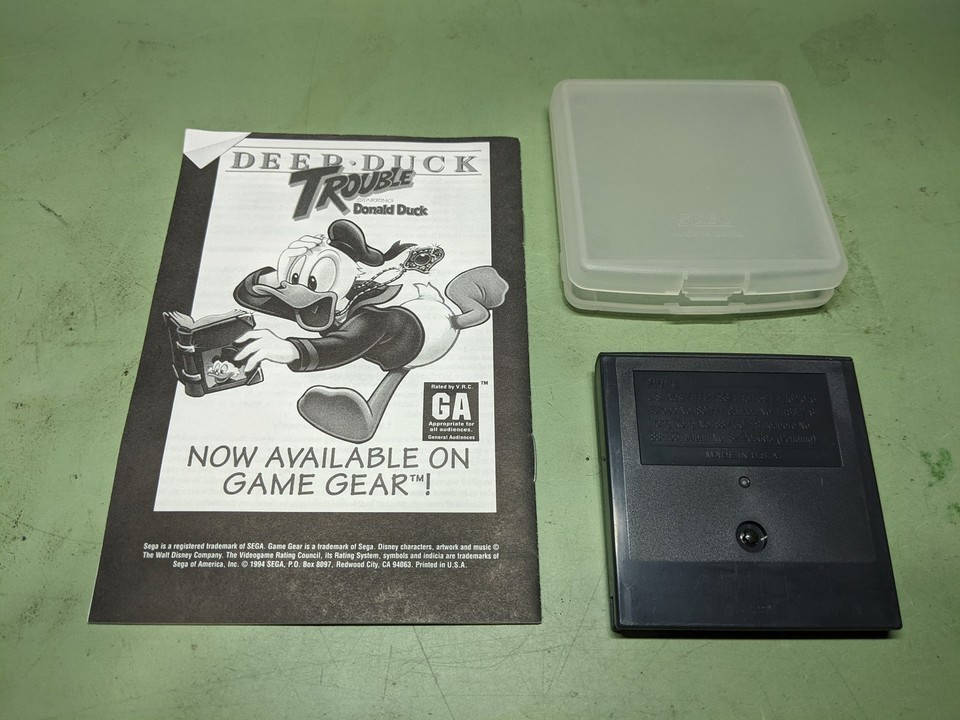 DEEP·DUCK
TROUBLE
STARRING
Donald Duck
Rated by V.R.C.
TM
GA
Appropriate for
all audiences.
General Audiences
NOW AVAILABLE ON
GAME GEAR™!
Sega is a registered trademark of SEGA. Game Gear is a trademark of Sega. Disney characters, artwork and music ©
The Walt Disney Company. The Videogame Rating Council, its Rating System, symbols and indicia are trademarks of
Sega of America, Inc. © 1994 SEGA, P.O. Box 8097, Redwood City, CA 94063. Printed in U.S.A.
SEGA
MADE IN U.S.A.